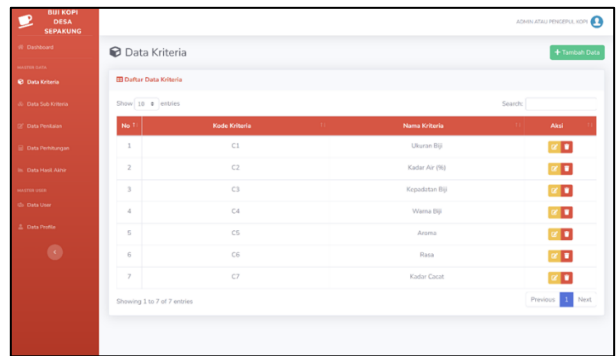 BIJI KOPI
DESA
SEPAKUNG
ADMIN ATAU PENGEPUL KOPI
Dashboard
MASTER DATA
Data Kriteria
Data Sub Kriteria
Data Penilaian
Data Perhitungan
Data Hasil Akhir
MASTER USER
Data User
Data Profile
Data Kriteria
+ Tambah Data
Daftar Data Kriteria
Show 10 entries
Search:
No Kode Kriteria Nama Kriteria Aksi
1 C1 Ukuran Biji
2 C2 Kadar Air (%)
3 C3 Kepadatan Biji
4 C4 Warna Biji
5 C5 Aroma
6 C6 Rasa
7 C7 Kadar Cacat
Showing 1 to 7 of 7 entries
Previous 1 Next